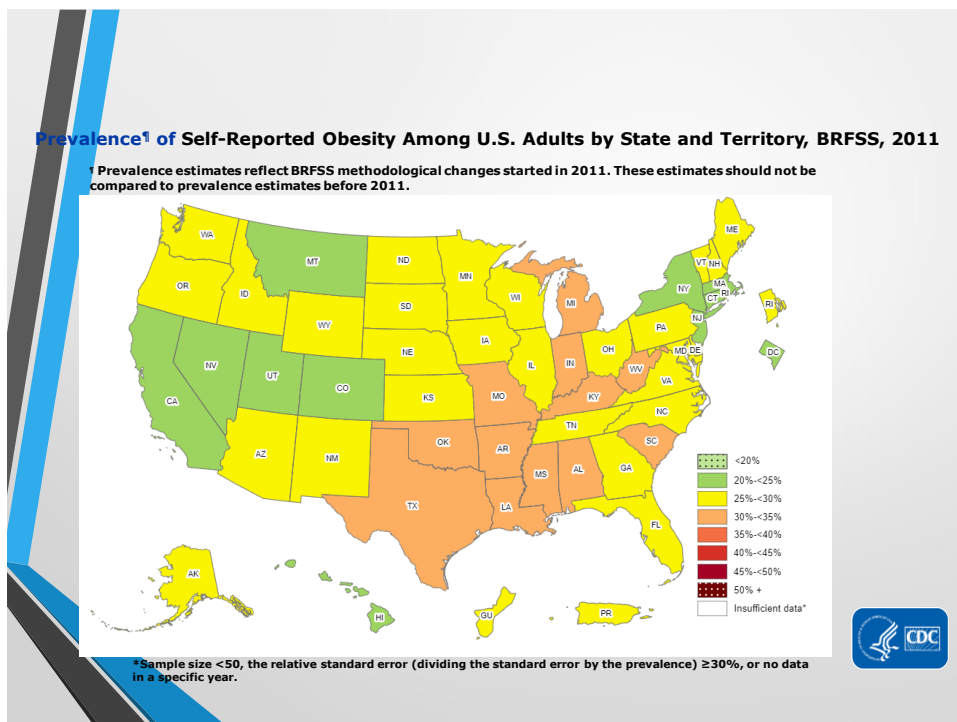 Prevalence¶ of Self-Reported Obesity Among U.S. Adults by State and Territory, BRFSS, 2011
¶ Prevalence estimates reflect BRFSS methodological changes started in 2011. These estimates should not be
compared to prevalence estimates before 2011.
WA
MT
ND
MN
ME
VT
NH
OR
ID
SD
WI
MI
NY
MA
RI
CT
RI
WY
IA
PA
NJ
NE
OH
MD
DE
DC
NV
UT
CO
IL
IN
WV
VA
CA
KS
MO
KY
NC
TN
AZ
NM
OK
AR
SC
MS
AL
GA
TX
LA
FL
AK
HI
GU
PR
<20%
20%-<25%
25%-<30%
30%-<35%
35%-<40%
40%-<45%
45%-<50%
50% +
Insufficient data*
CDC
*Sample size <50, the relative standard error (dividing the standard error by the prevalence) ≥30%, or no data
in a specific year.